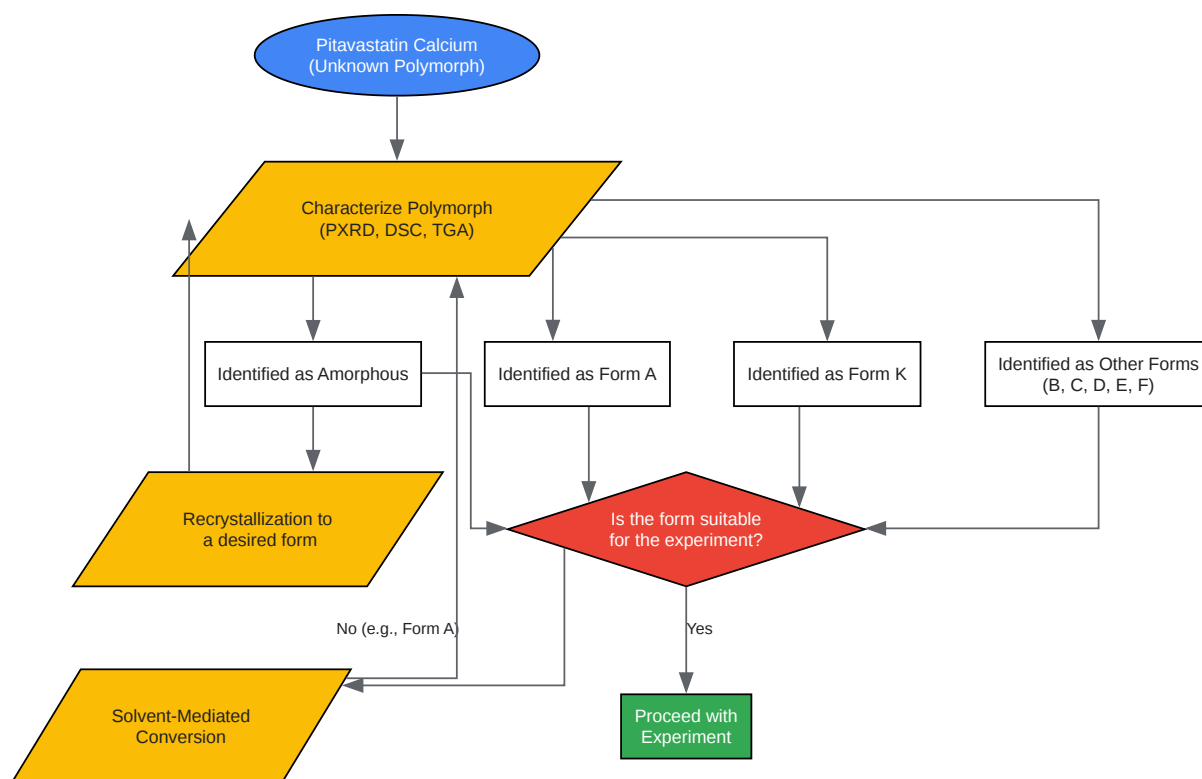 Pitavastatin Calcium
(Unknown Polymorph)
Characterize Polymorph
(PXRD, DSC, TGA)
Identified as Amorphous
Identified as Form A
Identified as Form K
Identified as Other Forms
(B, C, D, E, F)
Recrystallization to
a desired form
Is the form suitable
for the experiment?
No (e.g., Form A)
Yes
Solvent-Mediated
Conversion
Proceed with
Experiment